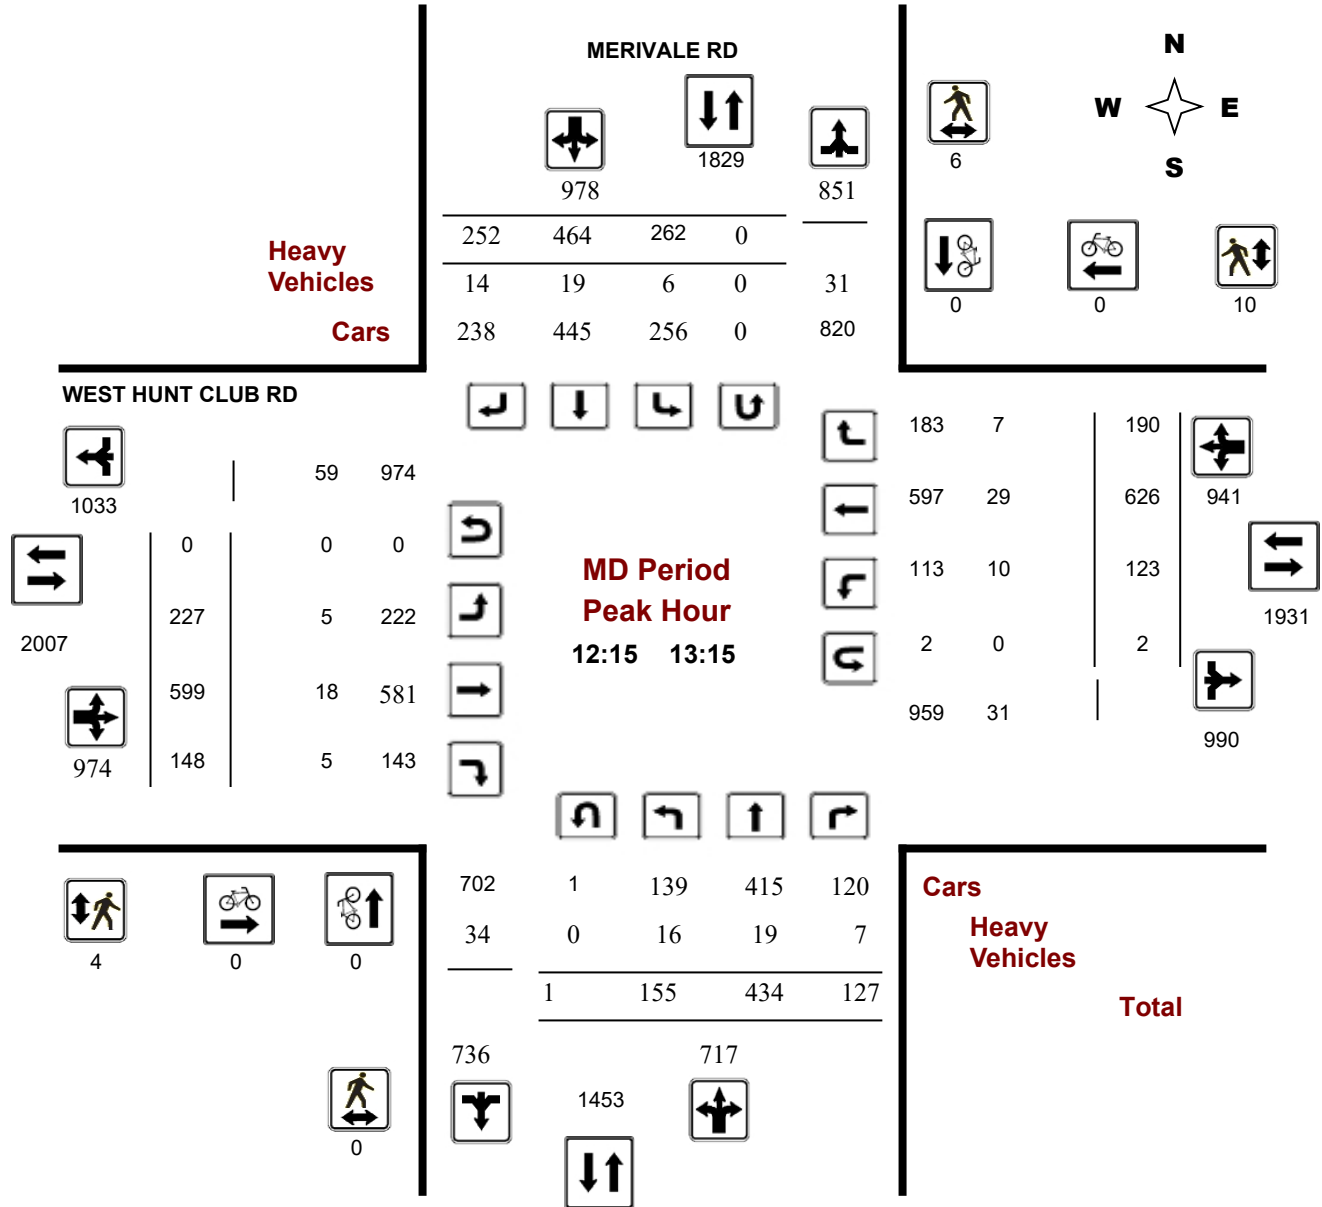 MERIVALE RD
N
W E
S
1829
6
978
851
252 464 262 0
Heavy
Vehicles
14 19 6 0 31
0 0 10
Cars
238 445 256 0 820
WEST HUNT CLUB RD
183 7 190
59 974
1033
597 29 626 941
0 0 0
MD Period
Peak Hour
12:15 13:15
113 10 123
227 5 222
1931
2007
2 0 2
599 18 581
959 31
990
974
148 5 143
702 1 139 415 120
Cars
34 0 16 19 7
Heavy
Vehicles
4 0 0
1 155 434 127
Total
736 717
1453
0